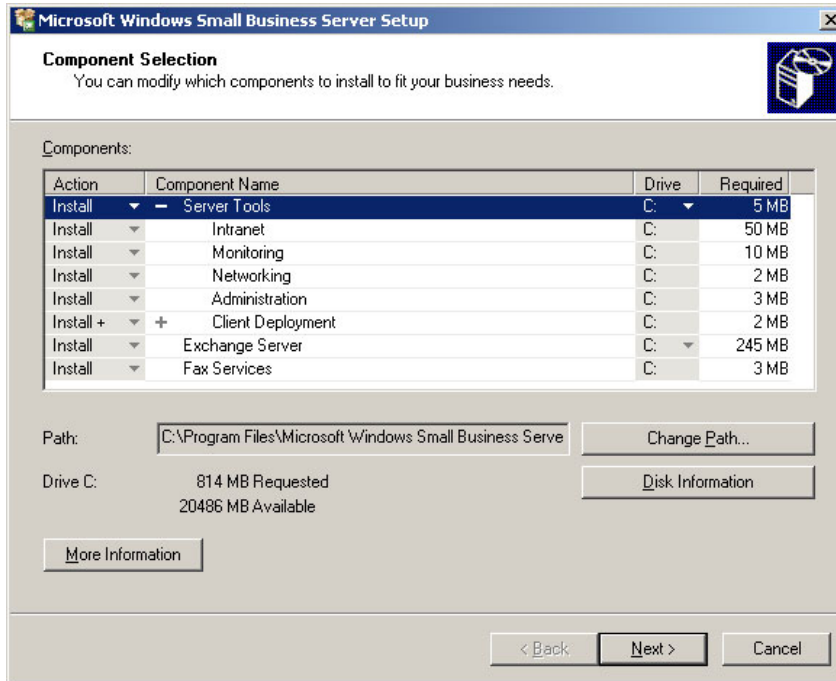 Microsoft Windows Small Business Server Setup
Component Selection
You can modify which components to install to fit your business needs.
Components:
Action Component Name Drive Required
Install Server Tools C: 5 MB
Install Intranet C: 50 MB
Install Monitoring C: 10 MB
Install Networking C: 2 MB
Install Administration C: 3 MB
Install + + Client Deployment C: 2 MB
Install Exchange Server C: 245 MB
Install Fax Services C: 3 MB
Path: C:\Program Files\Microsoft Windows Small Business Serve Change Path...
Drive C: 814 MB Requested Disk Information
20486 MB Available
More Information
< Back Next > Cancel